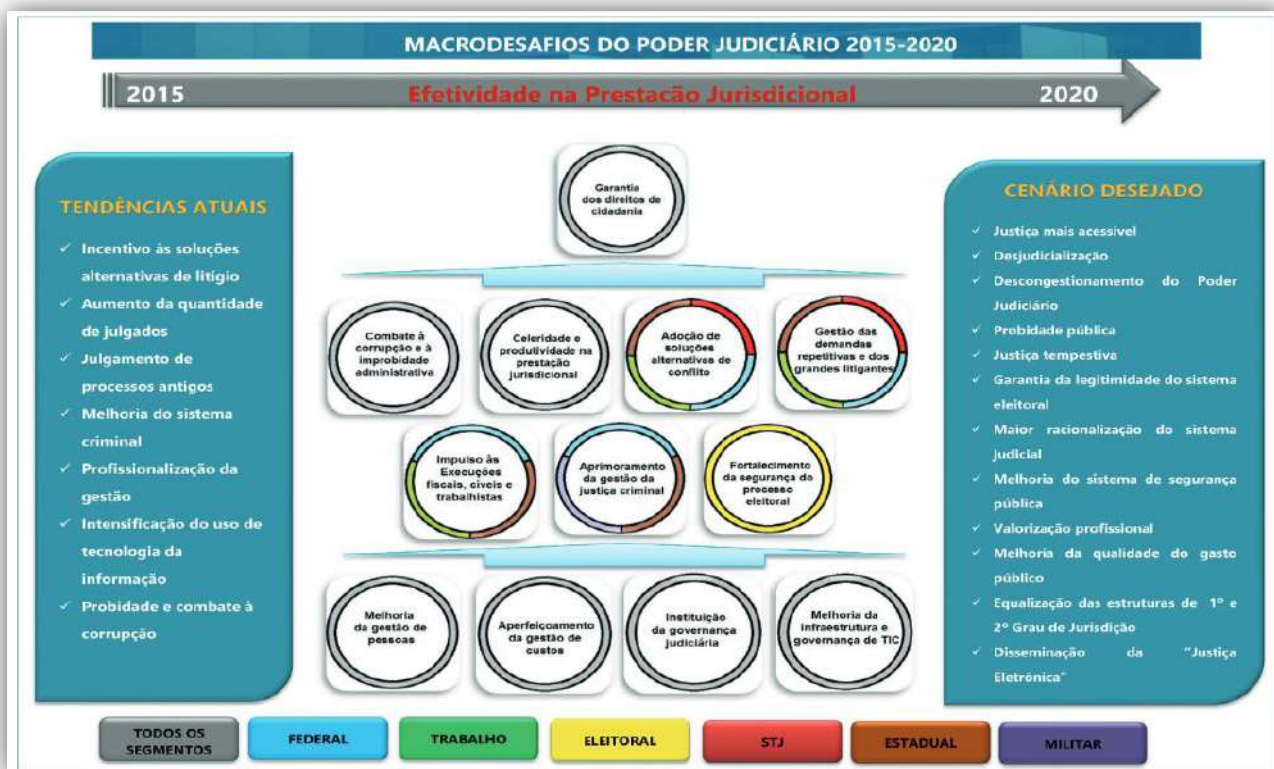 MACRODESAFIOS DO PODER JUDICIÁRIO 2015-2020
2015
Efetividade na Prestacão Jurisdicional
2020
TENDÊNCIAS ATUAIS
✓ Incentivo às soluções
alternativas de litígio
✓ Aumento da quantidade
de julgados
✓ Julgamento de
processos antigos
✓ Melhoria do sistema
criminal
✓ Profissionalização da
gestão
✓ Intensificação do uso de
tecnologia da
informação
✓ Probidade e combate à
corrupção
Garantia
dos direitos de
cidadania
Combate à
corrupção e à
improbidade
administrativa
Celeridade e
produtividade na
prestação
jurisdicional
Adoção de
soluções
alternativas de
conflito
Gestão das
demandas
repetitivas e dos
grandes litigantes
Impulso às
Execuções
fiscais, cíveis e
trabalhistas
Aprimoramento
da gestão da
justiça criminal
Fortalecimento
da segurança do
processo
eleitoral
Melhoria
da gestão de
pessoas
Aperfeiçoamento
da gestão de
custos
Instituição
da governança
judiciária
Melhoria da
infraestrutura e
governança de TIC
CENÁRIO DESEJADO
✓ Justiça mais acessível
✓ Desjudicialização
✓ Descongestionamento do Poder
Judiciário
✓ Probidade pública
✓ Justiça tempestiva
✓ Garantia da legitimidade do sistema
eleitoral
✓ Maior racionalização do sistema
judicial
✓ Melhoria do sistema de segurança
pública
✓ Valorização profissional
✓ Melhoria da qualidade do gasto
público
✓ Equalização das estruturas de 1º e
2º Grau de Jurisdição
✓ Disseminação da "Justiça
Eletrônica"
TODOS OS
SEGMENTOS
FEDERAL
TRABALHO
ELEITORAL
STJ
ESTADUAL
MILITAR